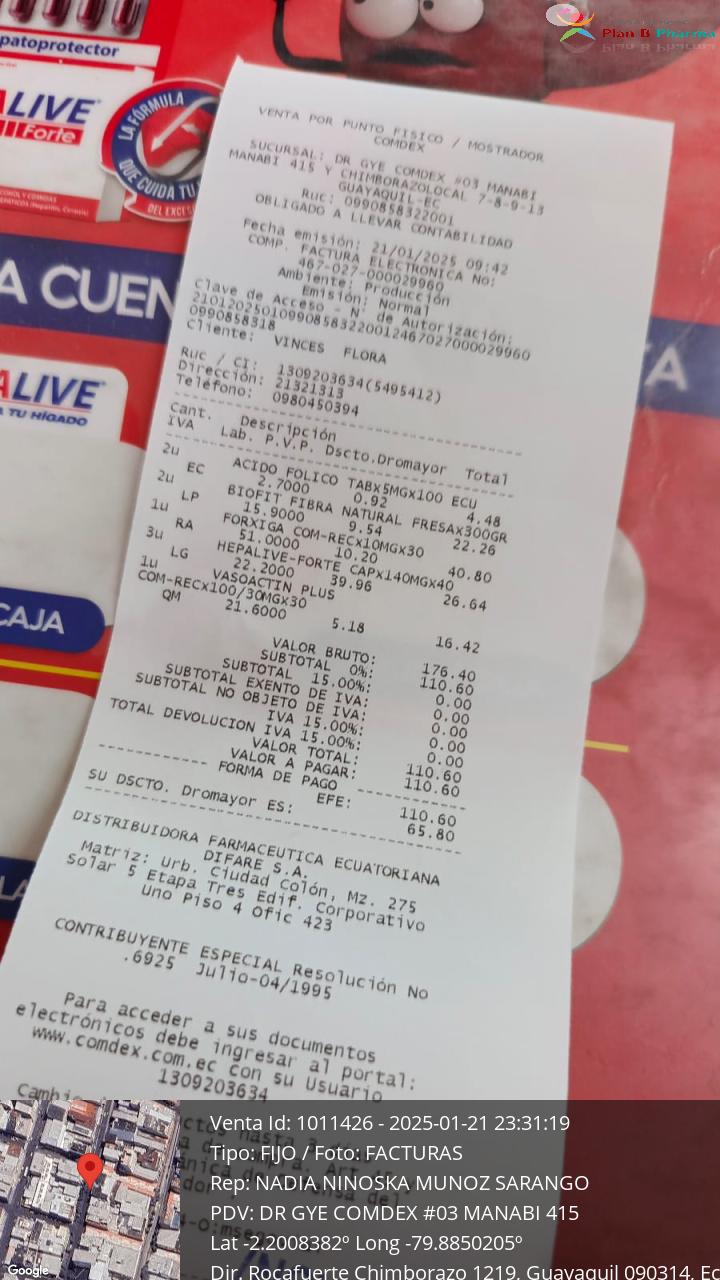 patoprotector
ALIVE
Forte
LA FÓRMULA
QUE CUIDA TU
DEL EXCES
Plan B Pharma
A CUEN
TA
ALIVE
A TU HÍGADO
CAJA
LA
VENTA POR PUNTO FISICO / MOSTRADOR
COMDEX
SUCURSAL: DR GYE COMDEX #03 MANABI
MANABI 415 Y CHIMBORAZOLOCAL 7-8-9-13
GUAYAQUIL-EC
Ruc: 0990858322001
OBLIGADO A LLEVAR CONTABILIDAD
Fecha emisión: 21/01/2025 09:42
COMP. FACTURA ELECTRONICA No:
467-027-000029960
Ambiente: Producción
Emisión: Normal
Clave de Acceso - N° de Autorización:
210120250109908583220012467027000029960
0990858318
Cliente: VINCES FLORA
Ruc / CI: 1309203634(5495412)
Dirección: 21321313
Teléfono: 0980450394
Cant. Descripción
IVA Lab. P.V.P. Dscto.Dromayor Total
2u ACIDO FOLICO TABx5MGx100 ECU
EC 2.7000 0.92 4.48
2u BIOFIT FIBRA NATURAL FRESAx300GR
LP 15.9000 9.54 22.26
1u FORXIGA COM-RECx10MGx30
RA 51.0000 10.20 40.80
3u HEPALIVE-FORTE CAPx140MGx40
LG 22.2000 39.96 26.64
1u VASOACTIN PLUS
COM-RECx100/30MGx30
QM 21.6000 5.18 16.42
VALOR BRUTO: 176.40
SUBTOTAL 0%: 110.60
SUBTOTAL 15.00%: 0.00
SUBTOTAL EXENTO DE IVA: 0.00
SUBTOTAL NO OBJETO DE IVA: 0.00
IVA 15.00%: 0.00
TOTAL DEVOLUCION IVA 15.00%: 0.00
VALOR TOTAL: 110.60
VALOR A PAGAR: 110.60
----------- FORMA DE PAGO -----------
EFE: 110.60
SU DSCTO. Dromayor ES: 65.80
DISTRIBUIDORA FARMACEUTICA ECUATORIANA
DIFARE S.A.
Matriz: Urb. Ciudad Colón, Mz. 275
Solar 5 Etapa Tres Edif. Corporativo
Uno Piso 4 Ofic 423
CONTRIBUYENTE ESPECIAL Resolución No
.6925 Julio-04/1995
Para acceder a sus documentos
electrónicos debe ingresar al portal:
www.comdex.com.ec con su Usuario
1309203634
Venta Id: 1011426 - 2025-01-21 23:31:19
Tipo: FIJO / Foto: FACTURAS
Rep: NADIA NINOSKA MUNOZ SARANGO
PDV: DR GYE COMDEX #03 MANABI 415
Lat -2.2008382º Long -79.8850205º
Dir. Rocafuerte Chimborazo 1219, Guayaquil 090314, Ec
Google